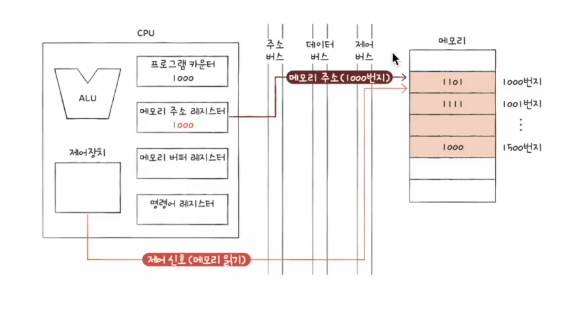 CPU
ALU
제어장치
프로그램 카운터
1000
메모리 주소 레지스터
1000
메모리 버퍼 레지스터
명령어 레지스터
주소
버스
데이터
버스
제어
버스
메모리 주소(1000번지)
제어 신호(메모리 읽기)
메모리
1101
1000번지
1111
1001번지
⋮
1000
1500번지